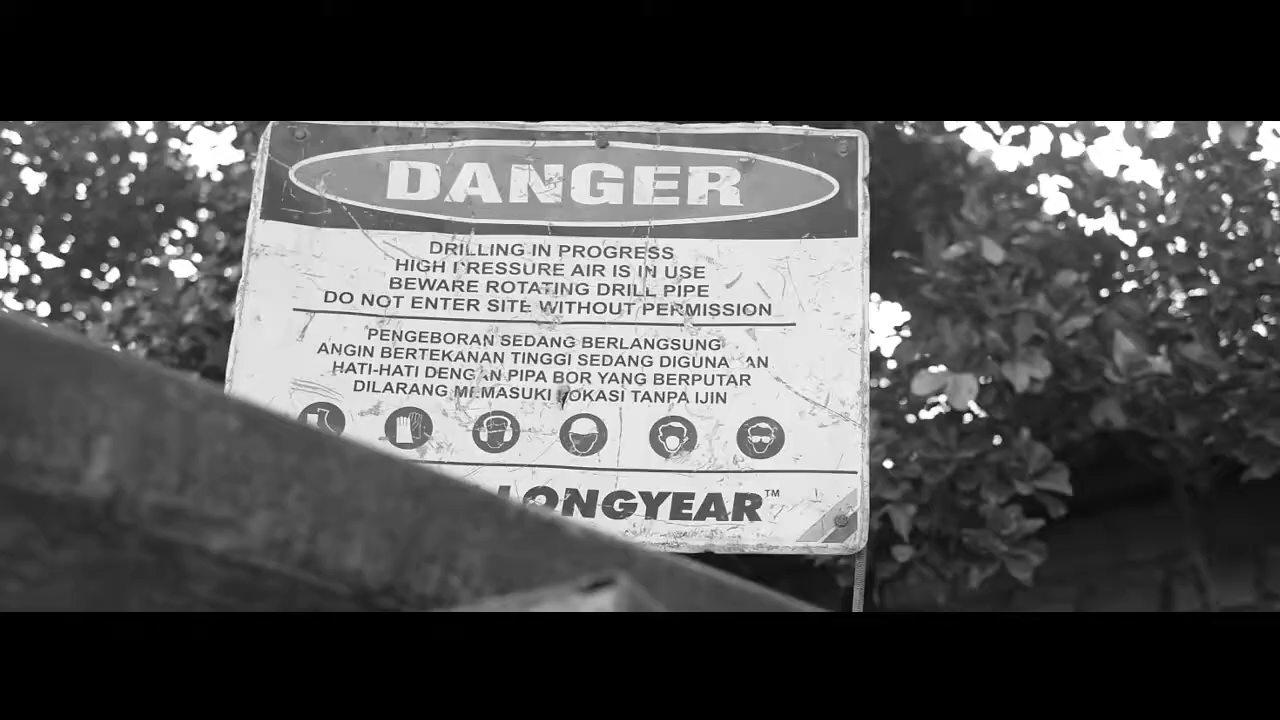 DANGER
DRILLING IN PROGRESS
HIGH PRESSURE AIR IS IN USE
BEWARE ROTATING DRILL PIPE
DO NOT ENTER SITE WITHOUT PERMISSION
PENGEBORAN SEDANG BERLANGSUNG
ANGIN BERTEKANAN TINGGI SEDANG DIGUNAKAN
HATI-HATI DENGAN PIPA BOR YANG BERPUTAR
DILARANG MEMASUKI LOKASI TANPA IJIN
LONGYEAR™